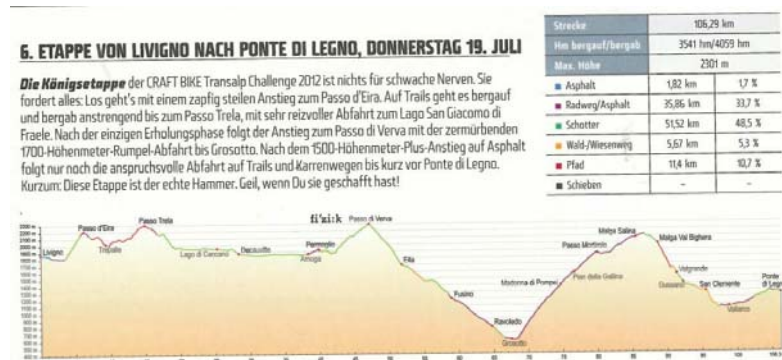 6. ETAPPE VON LIVIGNO NACH PONTE DI LEGNO, DONNERSTAG 19. JULI
Die Königsetappe der CRAFT BIKE Transalp Challenge 2012 ist nichts für schwache Nerven. Sie
fordert alles: Los geht's mit einem zapfig steilen Anstieg zum Passo d'Eira. Auf Trails geht es bergauf
und bergab anstrengend bis zum Passo Trela, mit sehr reizvoller Abfahrt zum Lago San Giacomo di
Fraele. Nach der einzigen Erholungsphase folgt der Anstieg zum Passo di Verva mit der zermürbenden
1700-Höhenmeter-Rumpel-Abfahrt bis Grosotto. Nach dem 1500-Höhenmeter-Plus-Anstieg auf Asphalt
folgt nur noch die anspruchsvolle Abfahrt auf Trails und Karrenwegen bis kurz vor Ponte di Legno.
Kurzum: Diese Etappe ist der echte Hammer. Geil, wenn Du sie geschafft hast!
Strecke 106,29 km
Hm bergauf/bergab 3541 hm/4059 hm
Max. Höhe 2301 m
Asphalt 1,82 km 1,7 %
Radweg/Asphalt 35,86 km 33,7 %
Schotter 51,52 km 48,5 %
Wald-/Wiesenweg 5,67 km 5,3 %
Pfad 11,4 km 10,7 %
Schieben - -
fi'zi:k
Livigno
Passo d'Eira
Trepalle
Passo Trela
Lago di Cancano
Arnoga
Passo di Verva
Eita
Fusino
Ravoledo
Grosotto
Madonna di Pompei
Pian della Gallina
Passo Mortirolo
Malga Salina
Malga Val Bighera
San Clemente
Ponte